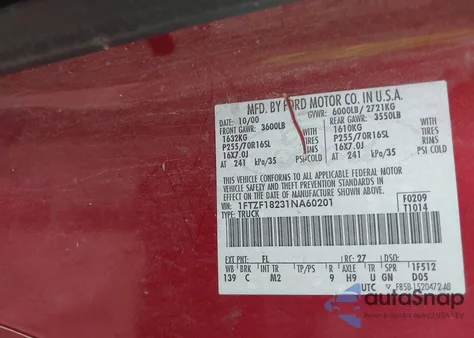 MFD. BY FORD MOTOR CO. IN U.S.A.
DATE: 10/00 GVWR: 6000LB/ 2721KG
FRONT GAWR: 3600LB REAR GAWR: 3550LB
1632KG WITH 1610KG WITH
P255/70R16SL TIRES P255/70R16SL TIRES
16X7.0J RIMS 16X7.0J RIMS
AT 241 kPa/35 PSI COLD AT 241 kPa/35 PSI COLD
THIS VEHICLE CONFORMS TO ALL APPLICABLE FEDERAL MOTOR
VEHICLE SAFETY STANDARDS IN EFFECT ON THE DATE OF MANUFACTURE
SHOWN ABOVE.
VEHICLE ID: 1FTZF18231NA60201 F0209
TYPE: TRUCK T1014
EXT PNT: FL RC: 27 DSO:
WB BRK INT TR TP/PS R AXLE TR SPR 1F512
139 C M2 9 H9 U GN D05
UTC F85B-1520472-AB
autoSnap